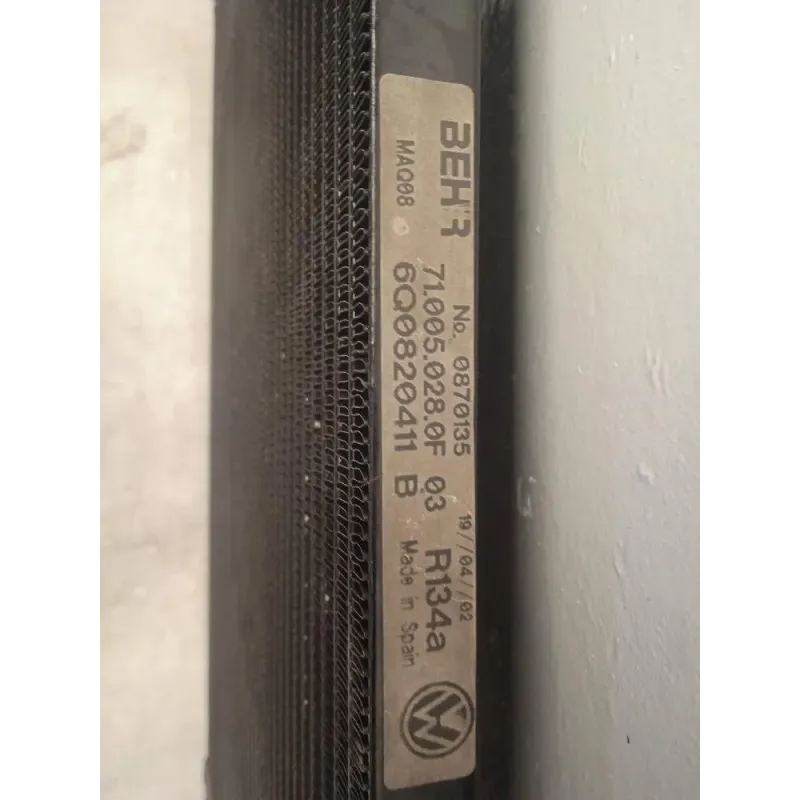 BEHR
MAQ08
No. 0870135
71.005.028.0F 03
6Q0820411 B
19//04//02
R134a
Made in Spain